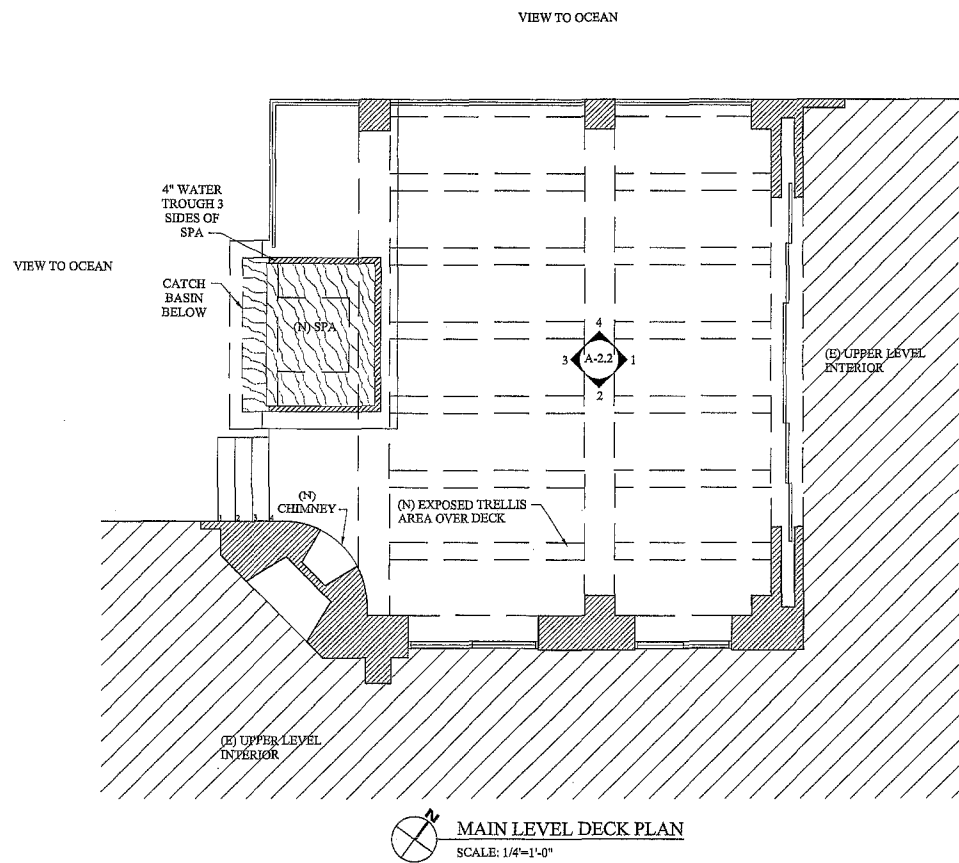 VIEW TO OCEAN
4" WATER
TROUGH 3
SIDES OF
SPA
VIEW TO OCEAN
CATCH
BASIN
BELOW
(N) SPA
4
3 A-2.2 1
2
(E) UPPER LEVEL
INTERIOR
1 2 3 4
(N)
CHIMNEY
(N) EXPOSED TRELLIS
AREA OVER DECK
(E) UPPER LEVEL
INTERIOR
N
MAIN LEVEL DECK PLAN
SCALE: 1/4"=1'-0"